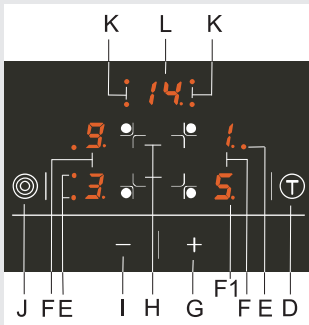 K L K
14.
9. 1.
3. 5.
T
− +
F1
J F E I H G F E D